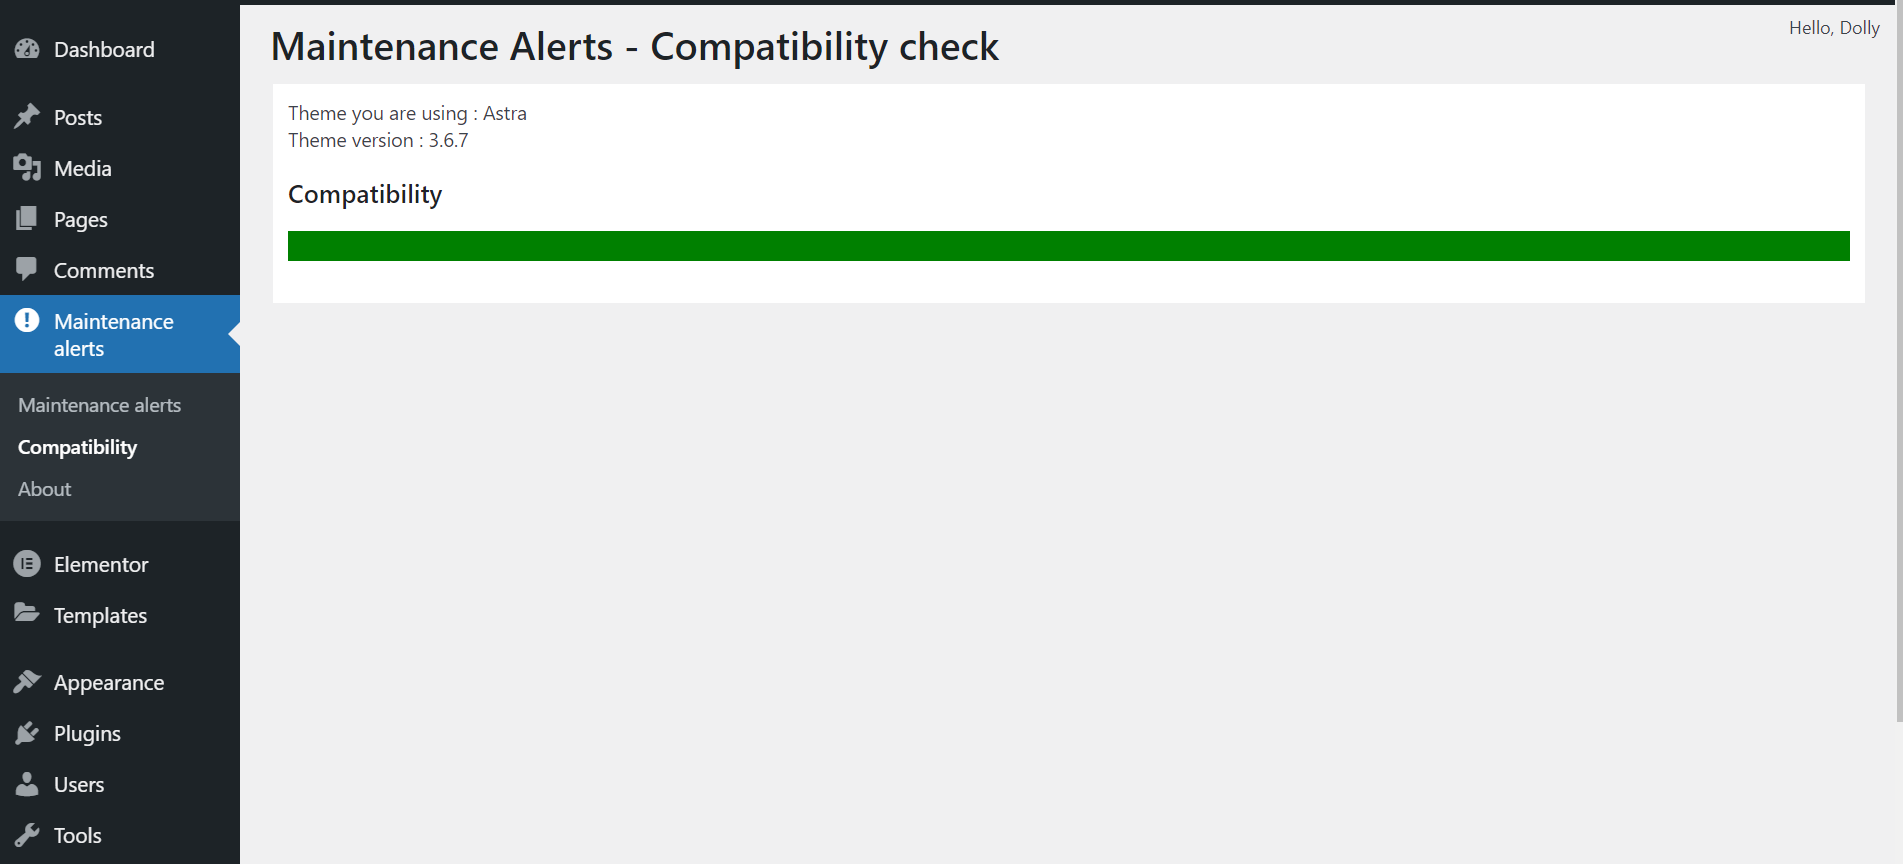 Dashboard
Posts
Media
Pages
Comments
Maintenance
alerts
Maintenance alerts
Compatibility
About
Elementor
Templates
Appearance
Plugins
Users
Tools
Hello, Dolly
Maintenance Alerts - Compatibility check
Theme you are using : Astra
Theme version : 3.6.7
Compatibility